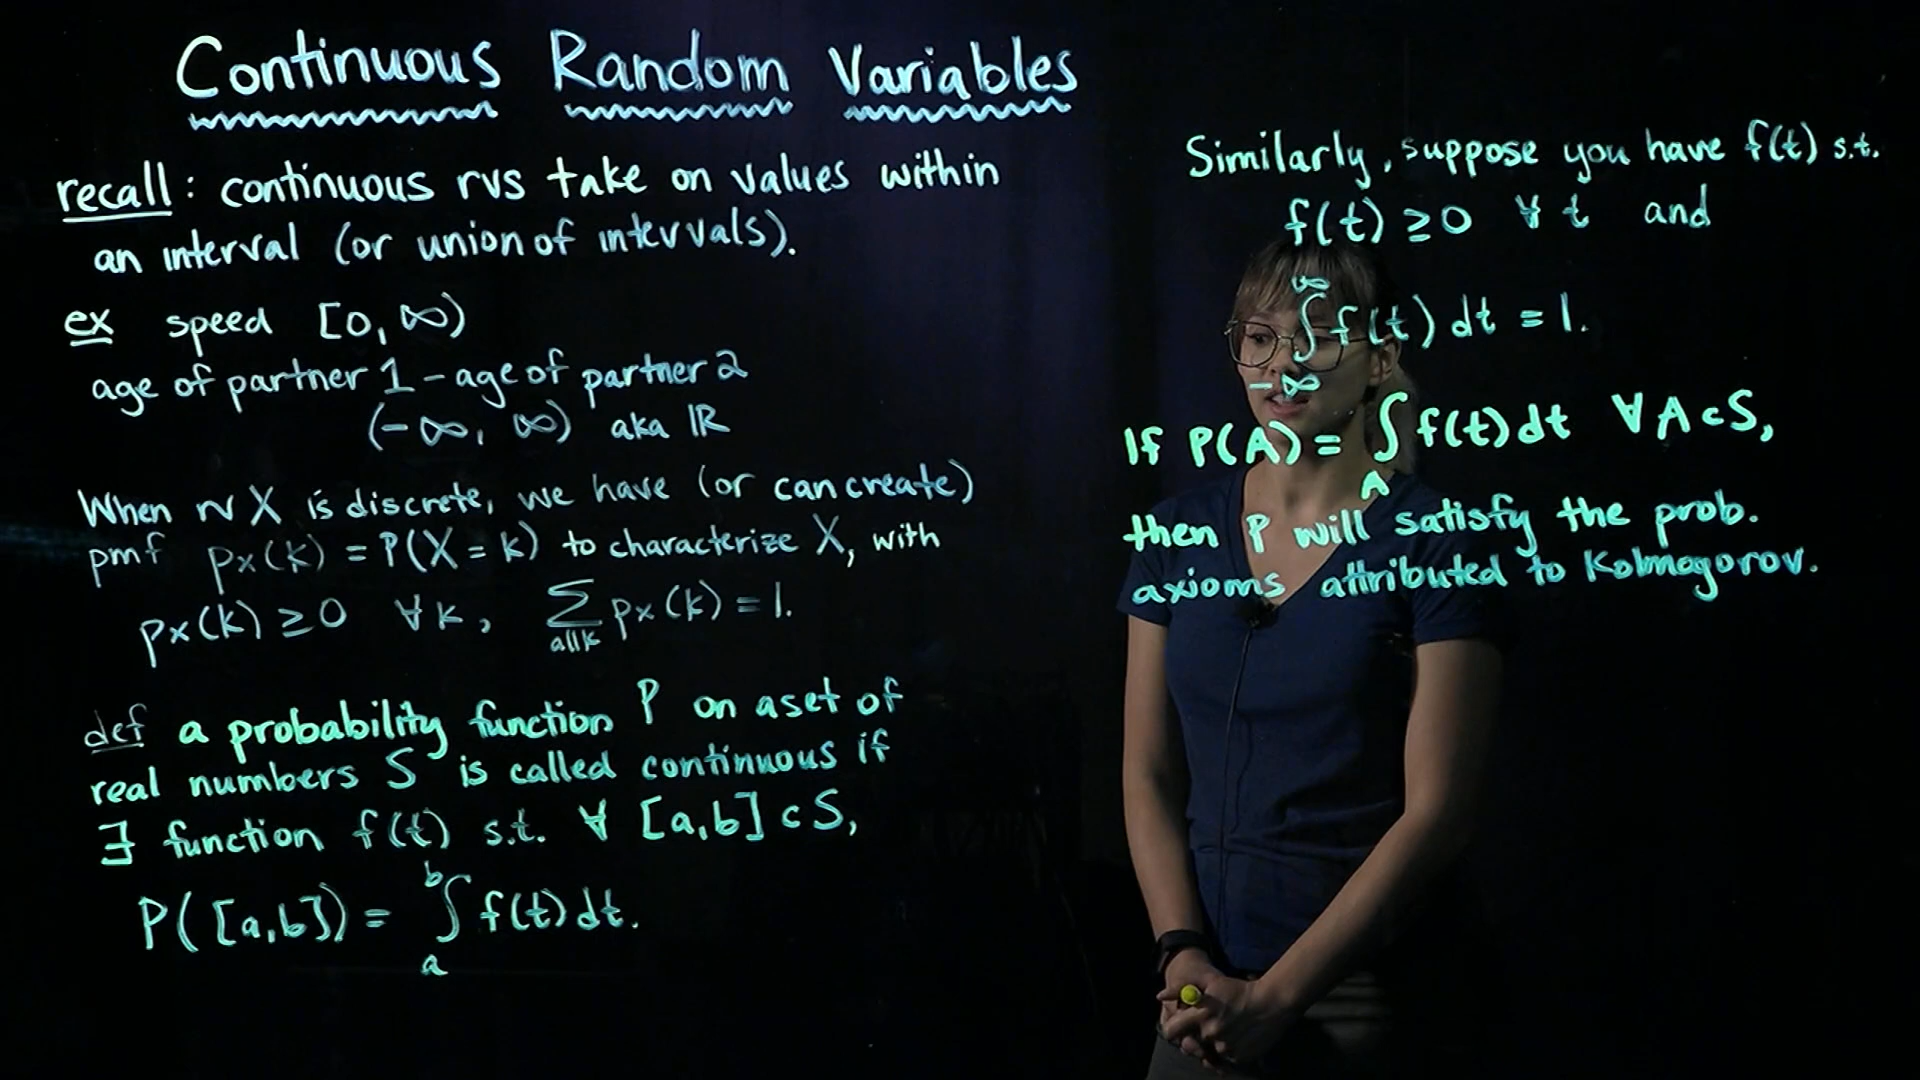 Continuous Random Variables
recall: continuous rvs take on values within
an interval (or union of intervals).
ex speed [0, ∞)
age of partner 1 - age of partner 2
(-∞, ∞) aka ℝ
When rv X is discrete, we have (or can create)
pmf pₓ(k) = P(X = k) to characterize X, with
pₓ(k) ≥ 0 ∀ k, ∑ pₓ(k) = 1.
all k
def a probability function P on a set of
real numbers S is called continuous if
∃ function f(t) s.t. ∀ [a,b] ⊂ S,
P([a,b]) = ∫ₐᵇ f(t) dt.
Similarly, suppose you have f(t) s.t.
f(t) ≥ 0 ∀ t and
∞
∫ f(t) dt = 1.
-∞
If P(A) = ∫ f(t) dt ∀ A ⊂ S,
A
then P will satisfy the prob.
axioms attributed to Kolmogorov.